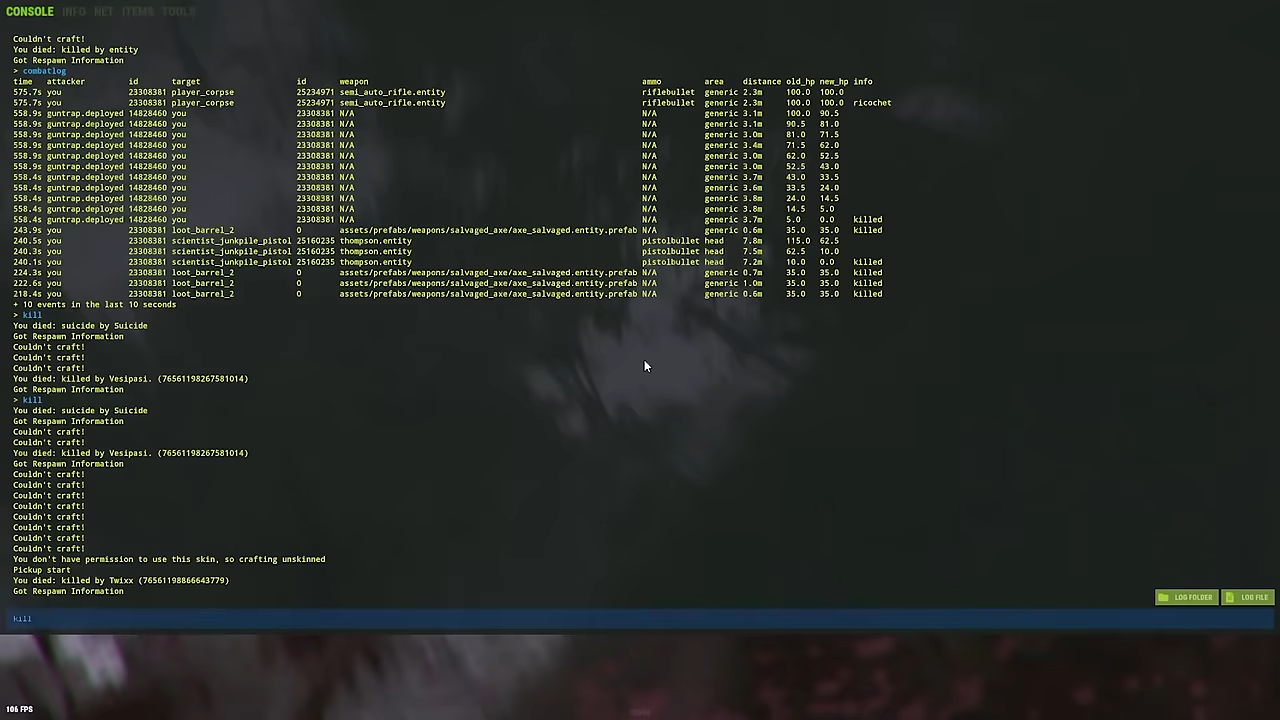 CONSOLE INFO NET ITEMS TOOLS
Couldn't craft!
You died: killed by entity
Got Respawn Information
> combatlog
time attacker id target id weapon ammo area distance old_hp new_hp info
575.7s you 23308381 player_corpse 25234971 semi_auto_rifle.entity riflebullet generic 2.3m 100.0 100.0
575.7s you 23308381 player_corpse 25234971 semi_auto_rifle.entity riflebullet generic 2.3m 100.0 100.0 ricochet
558.9s guntrap.deployed 14828460 you 23308381 N/A N/A generic 3.1m 100.0 90.5
558.9s guntrap.deployed 14828460 you 23308381 N/A N/A generic 3.1m 90.5 81.0
558.9s guntrap.deployed 14828460 you 23308381 N/A N/A generic 3.0m 81.0 71.5
558.9s guntrap.deployed 14828460 you 23308381 N/A N/A generic 3.4m 71.5 62.0
558.9s guntrap.deployed 14828460 you 23308381 N/A N/A generic 3.0m 62.0 52.5
558.9s guntrap.deployed 14828460 you 23308381 N/A N/A generic 3.0m 52.5 43.0
558.4s guntrap.deployed 14828460 you 23308381 N/A N/A generic 3.7m 43.0 33.5
558.4s guntrap.deployed 14828460 you 23308381 N/A N/A generic 3.6m 33.5 24.0
558.4s guntrap.deployed 14828460 you 23308381 N/A N/A generic 3.8m 24.0 14.5
558.4s guntrap.deployed 14828460 you 23308381 N/A N/A generic 3.8m 14.5 5.0
558.4s guntrap.deployed 14828460 you 23308381 N/A N/A generic 3.7m 5.0 0.0 killed
243.9s you 23308381 loot_barrel_2 0 assets/prefabs/weapons/salvaged_axe/axe_salvaged.entity.prefab N/A generic 0.6m 35.0 35.0 killed
240.5s you 23308381 scientist_junkpile_pistol 25160235 thompson.entity pistolbullet head 7.8m 115.0 62.5
240.3s you 23308381 scientist_junkpile_pistol 25160235 thompson.entity pistolbullet head 7.5m 62.5 10.0
240.1s you 23308381 scientist_junkpile_pistol 25160235 thompson.entity pistolbullet head 7.2m 10.0 0.0 killed
224.3s you 23308381 loot_barrel_2 0 assets/prefabs/weapons/salvaged_axe/axe_salvaged.entity.prefab N/A generic 0.7m 35.0 35.0 killed
222.6s you 23308381 loot_barrel_2 0 assets/prefabs/weapons/salvaged_axe/axe_salvaged.entity.prefab N/A generic 1.0m 35.0 35.0 killed
218.4s you 23308381 loot_barrel_2 0 assets/prefabs/weapons/salvaged_axe/axe_salvaged.entity.prefab N/A generic 0.6m 35.0 35.0 killed
+ 10 events in the last 10 seconds
> kill
You died: suicide by Suicide
Got Respawn Information
Couldn't craft!
Couldn't craft!
Couldn't craft!
You died: killed by Vesipasi. (76561198267581014)
Got Respawn Information
> kill
You died: suicide by Suicide
Got Respawn Information
Couldn't craft!
Couldn't craft!
You died: killed by Vesipasi. (76561198267581014)
Got Respawn Information
Couldn't craft!
Couldn't craft!
Couldn't craft!
Couldn't craft!
Couldn't craft!
Couldn't craft!
Couldn't craft!
Couldn't craft!
You don't have permission to use this skin, so crafting unskinned
Pickup start
You died: killed by Twixx (76561198866643779)
Got Respawn Information
LOG FOLDER LOG FILE
kill
106 FPS